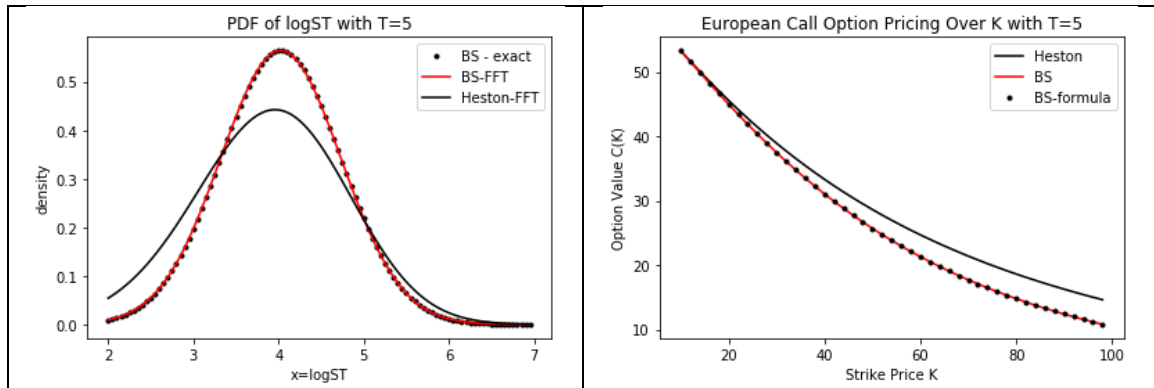 PDF of logST with T=5
BS - exact
BS-FFT
Heston-FFT
density
0.5
0.4
0.3
0.2
0.1
0.0
2 3 4 5 6 7
x=logST
European Call Option Pricing Over K with T=5
Heston
BS
BS-formula
Option Value C(K)
50
40
30
20
10
20 40 60 80 100
Strike Price K